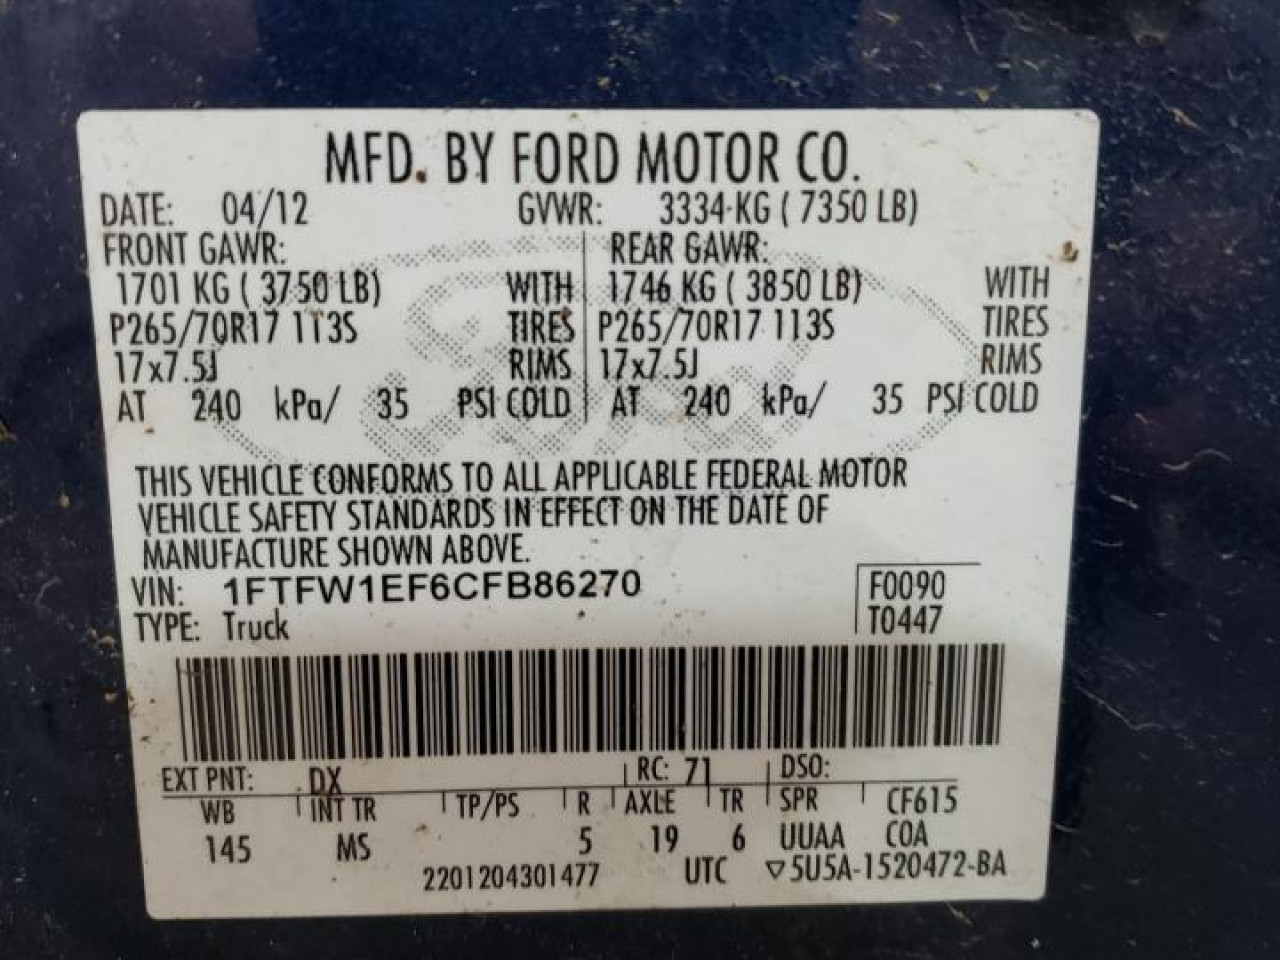 MFD. BY FORD MOTOR CO.
DATE: 04/12 GVWR: 3334 KG ( 7350 LB)
FRONT GAWR: REAR GAWR:
1701 KG ( 3750 LB) WITH 1746 KG ( 3850 LB) WITH
P265/70R17 113S TIRES P265/70R17 113S TIRES
17x7.5J RIMS 17x7.5J RIMS
AT 240 kPa/ 35 PSI COLD AT 240 kPa/ 35 PSI COLD
THIS VEHICLE CONFORMS TO ALL APPLICABLE FEDERAL MOTOR
VEHICLE SAFETY STANDARDS IN EFFECT ON THE DATE OF
MANUFACTURE SHOWN ABOVE.
VIN: 1FTFW1EF6CFB86270 F0090
TYPE: Truck T0447
EXT PNT: DX RC: 71 DSO:
WB INT TR TP/PS R AXLE TR SPR CF615
145 MS 5 19 6 UUAA COA
2201204301477 UTC ▽5U5A-1520472-BA
Ford